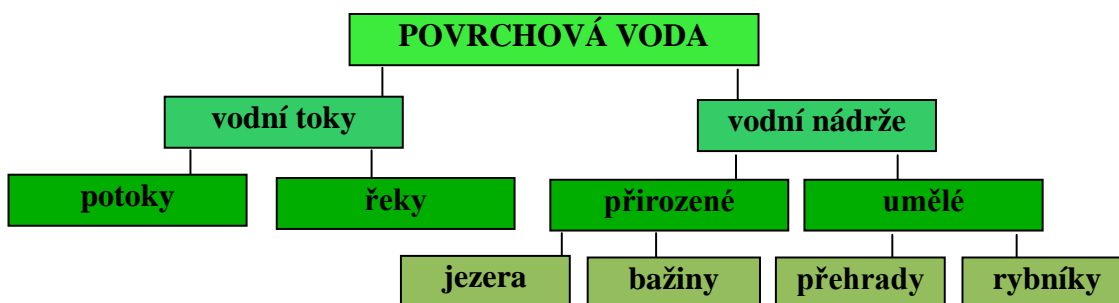 POVRCHOVÁ VODA
vodní toky
vodní nádrže
potoky
řeky
přirozené
umělé
jezera
bažiny
přehrady
rybníky